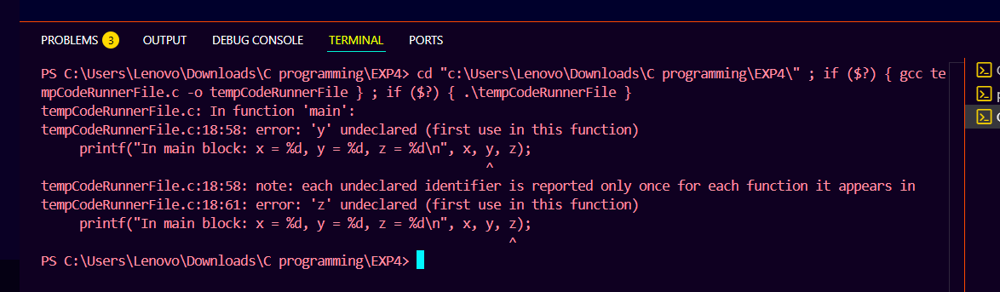 PROBLEMS 3 OUTPUT DEBUG CONSOLE TERMINAL PORTS
PS C:\Users\Lenovo\Downloads\C programming\EXP4> cd "c:\Users\Lenovo\Downloads\C programming\EXP4\" ; if ($?) { gcc te
mpCodeRunnerFile.c -o tempCodeRunnerFile } ; if ($?) { .\tempCodeRunnerFile }
tempCodeRunnerFile.c: In function 'main':
tempCodeRunnerFile.c:18:58: error: 'y' undeclared (first use in this function)
     printf("In main block: x = %d, y = %d, z = %d\n", x, y, z);
                                                          ^
tempCodeRunnerFile.c:18:58: note: each undeclared identifier is reported only once for each function it appears in
tempCodeRunnerFile.c:18:61: error: 'z' undeclared (first use in this function)
     printf("In main block: x = %d, y = %d, z = %d\n", x, y, z);
                                                             ^
PS C:\Users\Lenovo\Downloads\C programming\EXP4>